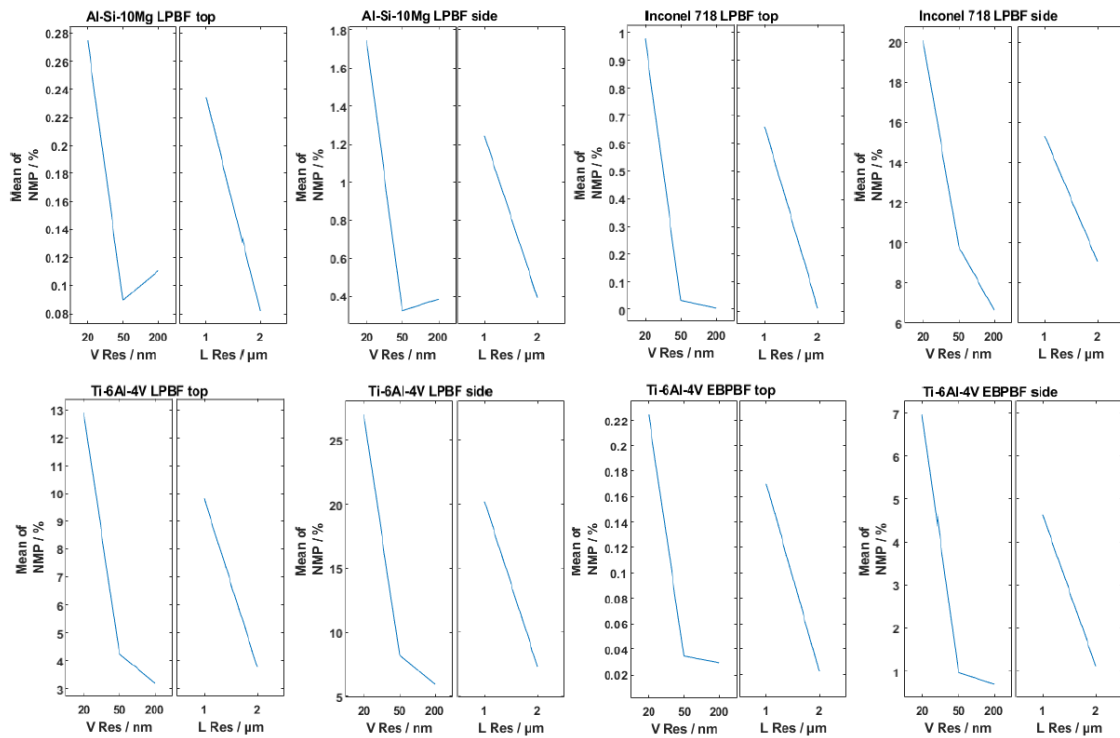 Al-Si-10Mg LPBF top
0.28
0.26
0.24
0.22
0.2
0.18
0.16
0.14
0.12
0.1
0.08
Mean of
NMP / %
20 50 200
V Res / nm
1 2
L Res / µm
Al-Si-10Mg LPBF side
1.8
1.6
1.4
1.2
1
0.8
0.6
0.4
Mean of
NMP / %
20 50 200
V Res / nm
1 2
L Res / µm
Inconel 718 LPBF top
1
0.9
0.8
0.7
0.6
0.5
0.4
0.3
0.2
0.1
0
Mean of
NMP / %
20 50 200
V Res / nm
1 2
L Res / µm
Inconel 718 LPBF side
20
18
16
14
12
10
8
6
Mean of
NMP / %
20 50 200
V Res / nm
1 2
L Res / µm
Ti-6Al-4V LPBF top
13
12
11
10
9
8
7
6
5
4
3
Mean of
NMP / %
20 50 200
V Res / nm
1 2
L Res / µm
Ti-6Al-4V LPBF side
25
20
15
10
5
Mean of
NMP / %
20 50 200
V Res / nm
1 2
L Res / µm
Ti-6Al-4V EBPBF top
0.22
0.2
0.18
0.16
0.14
0.12
0.1
0.08
0.06
0.04
0.02
Mean of
NMP / %
20 50 200
V Res / nm
1 2
L Res / µm
Ti-6Al-4V EBPBF side
7
6
5
4
3
2
1
Mean of
NMP / %
20 50 200
V Res / nm
1 2
L Res / µm